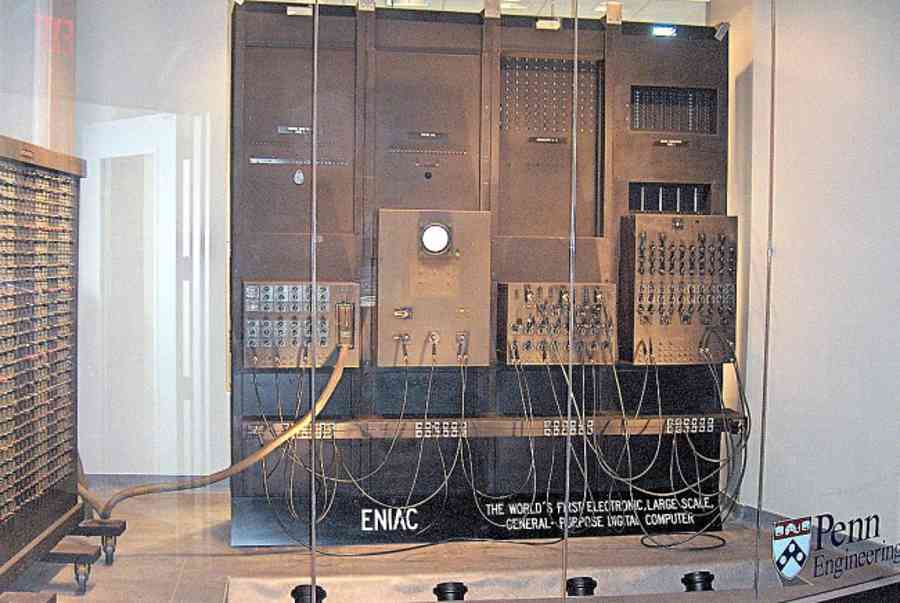 ENIAC
THE WORLD'S FIRST ELECTRONIC, LARGE SCALE,
GENERAL-PURPOSE DIGITAL COMPUTER
Penn
Engineering